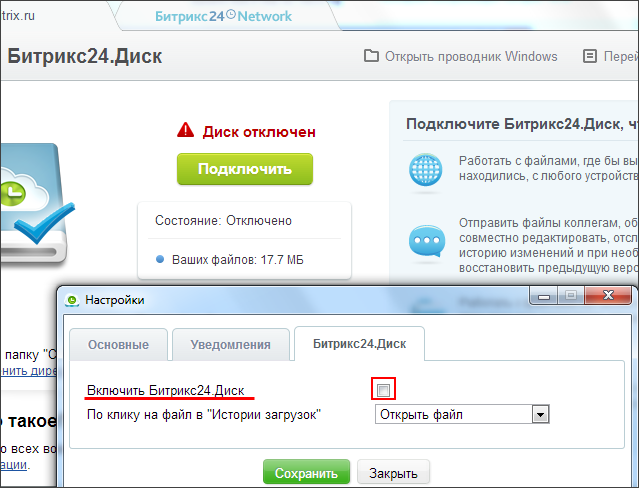 trix.ru
Битрикс24 Network
Битрикс24.Диск
Открыть проводник Windows
Перей
Диск отключен
Подключить
Состояние: Отключено
Ваших файлов: 17.7 МБ
Подключите Битрикс24.Диск, ч
Работать с файлами, где бы вы
находились, с любого устройств
Отправить файлы коллегам, об
совместно редактировать, отсл
историю изменений и при необ
восстановить предыдущую верс
папку "С
нить дире
о такое
о всех во
ации.
Настройки
Основные
Уведомления
Битрикс24.Диск
Включить Битрикс24.Диск
По клику на файл в "Истории загрузок"
Открыть файл
Сохранить
Закрыть